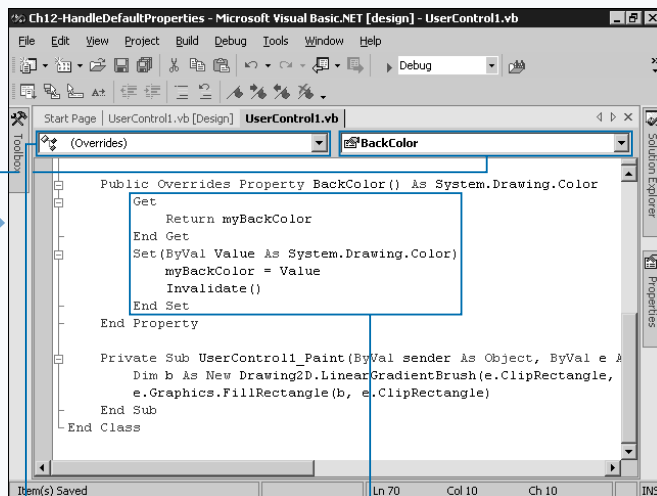 Ch12-HandleDefaultProperties - Microsoft Visual Basic.NET [design] - UserControl1.vb
File Edit View Project Build Debug Tools Window Help
Debug
Start Page UserControl1.vb [Design] UserControl1.vb
Toolbox
(Overrides) BackColor
Public Overrides Property BackColor() As System.Drawing.Color
Get
Return myBackColor
End Get
Set(ByVal Value As System.Drawing.Color)
myBackColor = Value
Invalidate()
End Set
End Property
Private Sub UserControl1_Paint(ByVal sender As Object, ByVal e
Dim b As New Drawing2D.LinearGradientBrush(e.ClipRectangle,
e.Graphics.FillRectangle(b, e.ClipRectangle)
End Sub
End Class
Solution Explorer
Properties
Item(s) Saved Ln 70 Col 10 Ch 10 INS